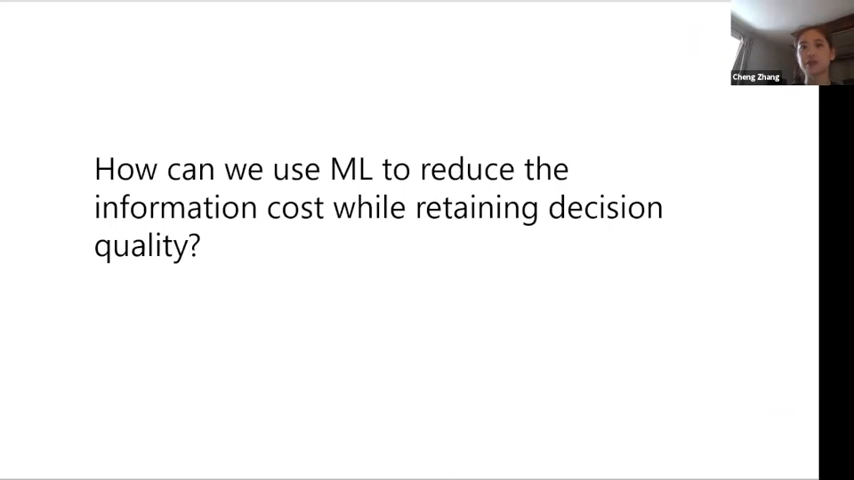 Cheng Zhang
How can we use ML to reduce the
information cost while retaining decision
quality?